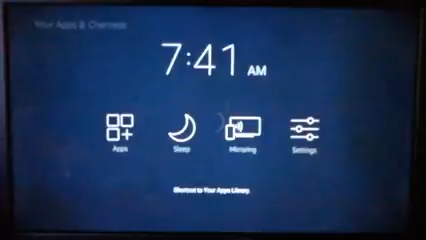 Your Apps & Channels
7:41 AM
Apps
Sleep
Mirroring
Settings
Shortcut to Your Apps Library.